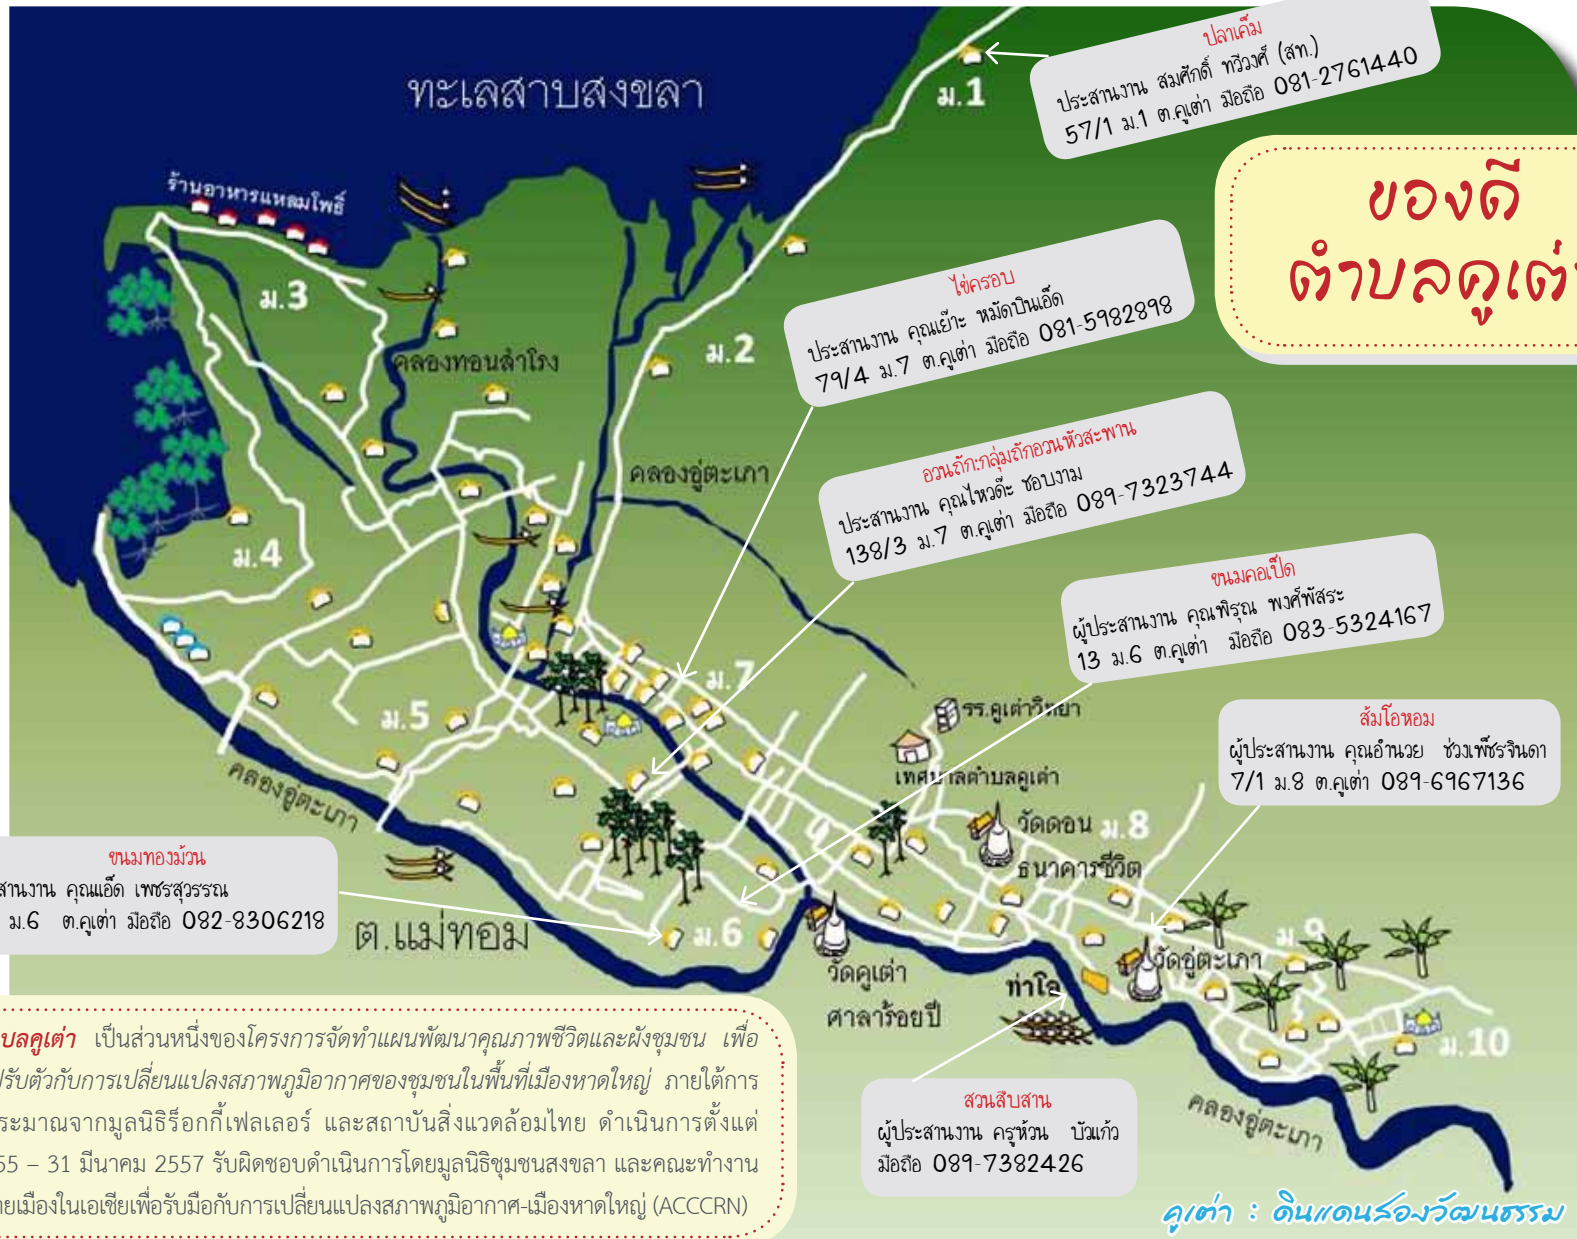 ทะเลสาบสงขลา
ปลาเค็ม
ประสานงาน สมศักดิ์ ทวีวงศ์ (สท.)
57/1 ม.1 ต.คูเต่า มือถือ 081-2761440
ม.1
ของดี
ตำบลคูเต่า
ร้านอาหารแหลมโพธิ์
ม.3
ไข่ครอบ
ประสานงาน คุณเย๊าะ หมัดบินเอ็ด
79/4 ม.7 ต.คูเต่า มือถือ 081-5982898
ม.2
คลองทอนสำโรง
อวนถัก:กลุ่มถักอวนหัวสะพาน
ประสานงาน คุณไหวด๊ะ ชอบงาม
138/3 ม.7 ต.คูเต่า มือถือ 089-7323744
คลองอู่ตะเภา
ม.4
ขนมคอเป็ด
ผู้ประสานงาน คุณพิรุณ พงศ์พัสระ
13 ม.6 ต.คูเต่า มือถือ 083-5324167
ม.7
ม.5
รร.คูเต่าวิทยา
เทศบาลตำบลคูเต่า
ส้มโอหอม
ผู้ประสานงาน คุณอำนวย ช่วงเพ็ชรจินดา
7/1 ม.8 ต.คูเต่า 089-6967136
คลองอู่ตะเภา
วัดดอน ม.8
ธนาคารชีวิต
ขนมทองม้วน
สานงาน คุณแอ็ด เพชรสุวรรณ
ม.6 ต.คูเต่า มือถือ 082-8306218
ต.แม่ทอม
ม.6
ม.9
วัดคูเต่า
ศาลาร้อยปี
ท่าโล
วัดอู่ตะเภา
ม.10
บลคูเต่า เป็นส่วนหนึ่งของโครงการจัดทำแผนพัฒนาคุณภาพชีวิตและผังชุมชน เพื่อ
ปรับตัวกับการเปลี่ยนแปลงสภาพภูมิอากาศของชุมชนในพื้นที่เมืองหาดใหญ่ ภายใต้การ
ระมาณจากมูลนิธิร็อกกี้เฟลเลอร์ และสถาบันสิ่งแวดล้อมไทย ดำเนินการตั้งแต่
55 – 31 มีนาคม 2557 รับผิดชอบดำเนินการโดยมูลนิธิชุมชนสงขลา และคณะทำงาน
ายเมืองในเอเชียเพื่อรับมือกับการเปลี่ยนแปลงสภาพภูมิอากาศ-เมืองหาดใหญ่ (ACCCRN)
สวนสืบสาน
ผู้ประสานงาน ครูห้วน บัวแก้ว
มือถือ 089-7382426
คลองอู่ตะเภา
คูเต่า : ดินแดนสองวัฒนธรรม